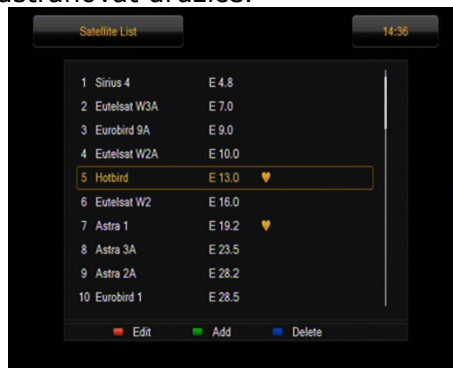 Satellite List 14:36
1 Sirius 4 E 4.8
2 Eutelsat W3A E 7.0
3 Eurobird 9A E 9.0
4 Eutelsat W2A E 10.0
5 Hotbird E 13.0
6 Eutelsat W2 E 16.0
7 Astra 1 E 19.2
8 Astra 3A E 23.5
9 Astra 2A E 28.2
10 Eurobird 1 E 28.5
Edit Add Delete